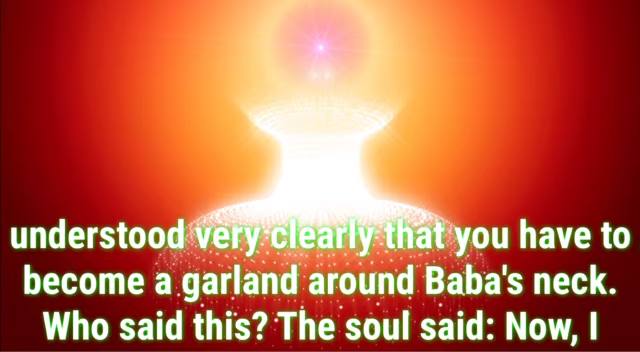 understood very clearly that you have to
become a garland around Baba's neck.
Who said this? The soul said: Now, I